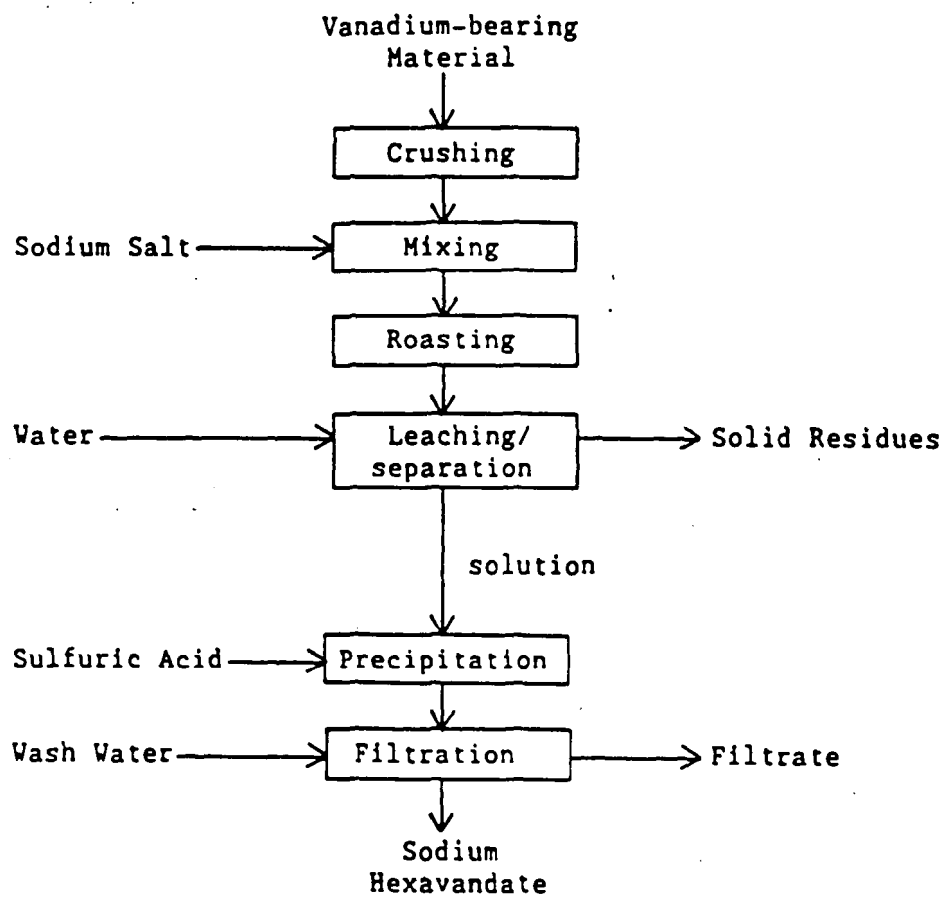 Vanadium-bearing
Material
Crushing
Sodium Salt
Mixing
Roasting
Water
Leaching/
separation
Solid Residues
solution
Sulfuric Acid
Precipitation
Wash Water
Filtration
Filtrate
Sodium
Hexavandate